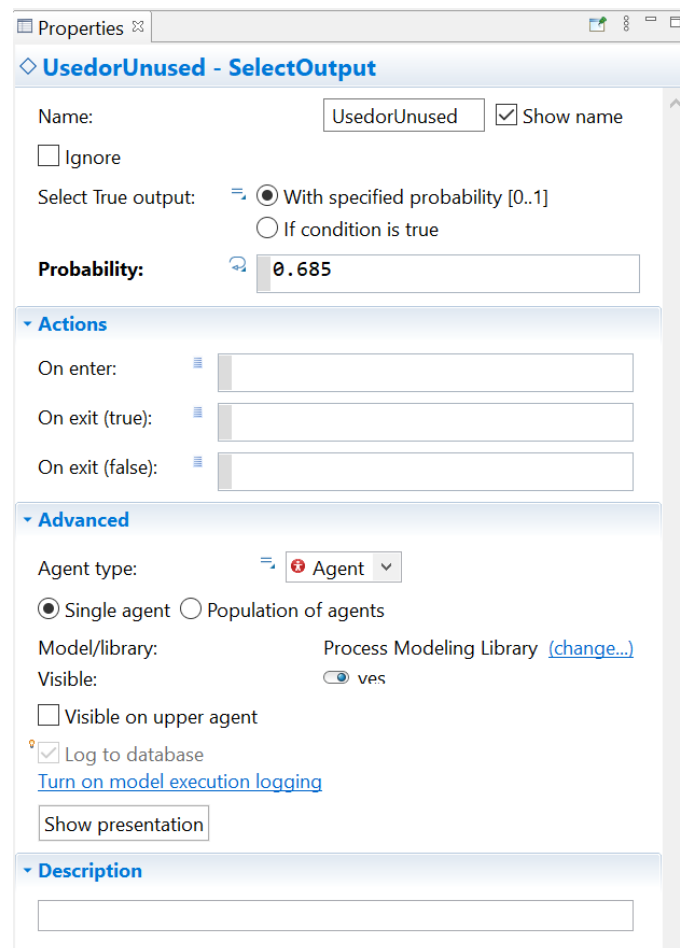 Properties
UsedorUnused - SelectOutput
Name: UsedorUnused Show name
Ignore
Select True output: With specified probability [0..1]
If condition is true
Probability: 0.685
Actions
On enter:
On exit (true):
On exit (false):
Advanced
Agent type: Agent
Single agent Population of agents
Model/library: Process Modeling Library (change...)
Visible: yes
Visible on upper agent
Log to database
Turn on model execution logging
Show presentation
Description